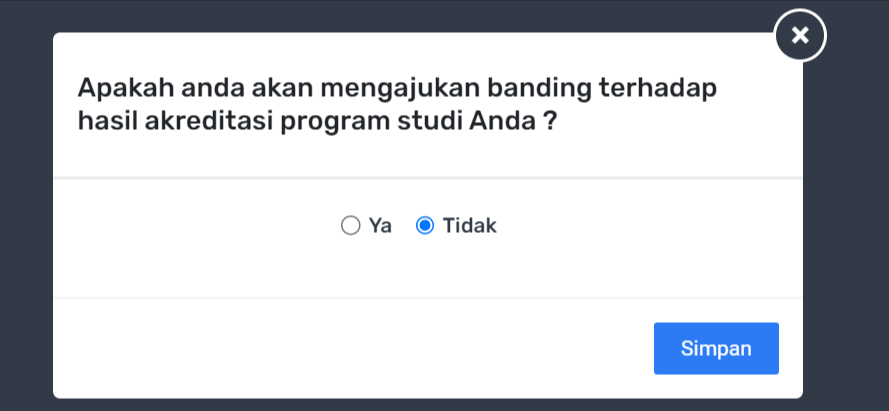 Apakah anda akan mengajukan banding terhadap
hasil akreditasi program studi Anda ?
Ya Tidak
Simpan